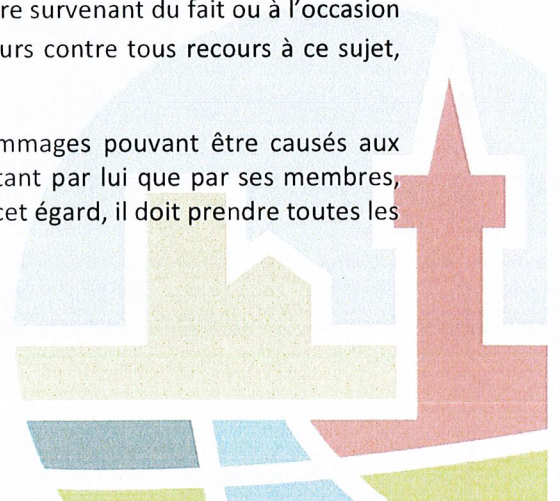 re survenant du fait ou à l'occasion
urs contre tous recours à ce sujet,
mmages pouvant être causés aux
tant par lui que par ses membres,
cet égard, il doit prendre toutes les